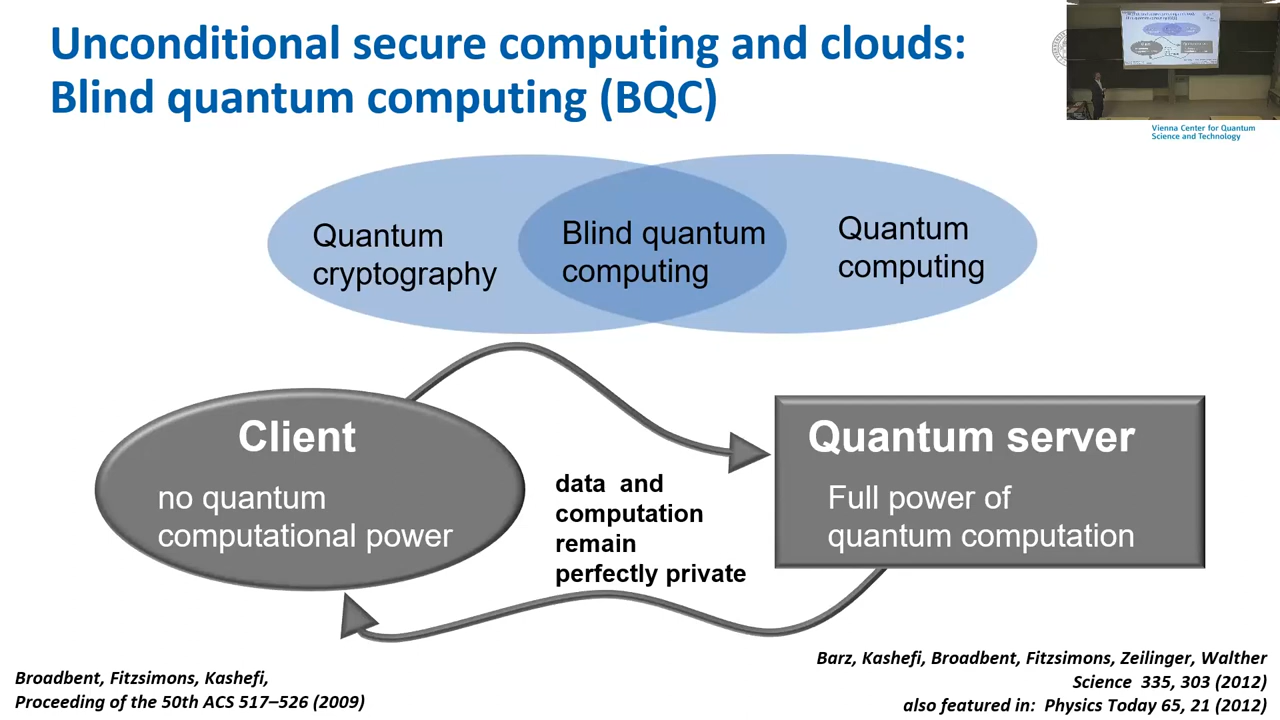 Unconditional secure computing and clouds:
Blind quantum computing (BQC)
Vienna Center for Quantum
Science and Technology
Quantum
cryptography
Blind quantum
computing
Quantum
computing
Client
no quantum
computational power
data and
computation
remain
perfectly private
Quantum server
Full power of
quantum computation
Broadbent, Fitzsimons, Kashefi,
Proceeding of the 50th ACS 517–526 (2009)
Barz, Kashefi, Broadbent, Fitzsimons, Zeilinger, Walther
Science 335, 303 (2012)
also featured in: Physics Today 65, 21 (2012)